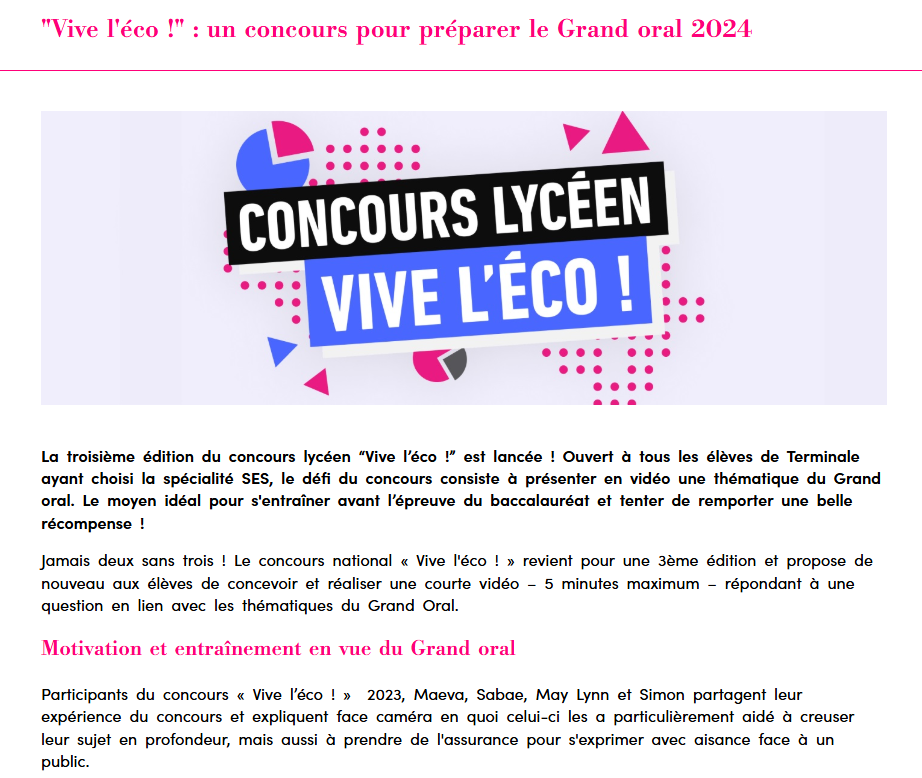 "Vive l'éco !" : un concours pour préparer le Grand oral 2024
CONCOURS LYCÉEN
VIVE L'ÉCO !
La troisième édition du concours lycéen “Vive l’éco !” est lancée ! Ouvert à tous les élèves de Terminale
ayant choisi la spécialité SES, le défi du concours consiste à présenter en vidéo une thématique du Grand
oral. Le moyen idéal pour s'entraîner avant l’épreuve du baccalauréat et tenter de remporter une belle
récompense !
Jamais deux sans trois ! Le concours national « Vive l'éco ! » revient pour une 3ème édition et propose de
nouveau aux élèves de concevoir et réaliser une courte vidéo – 5 minutes maximum – répondant à une
question en lien avec les thématiques du Grand Oral.
Motivation et entraînement en vue du Grand oral
Participants du concours « Vive l’éco ! » 2023, Maeva, Sabae, May Lynn et Simon partagent leur
expérience du concours et expliquent face caméra en quoi celui-ci les a particulièrement aidé à creuser
leur sujet en profondeur, mais aussi à prendre de l'assurance pour s'exprimer avec aisance face à un
public.